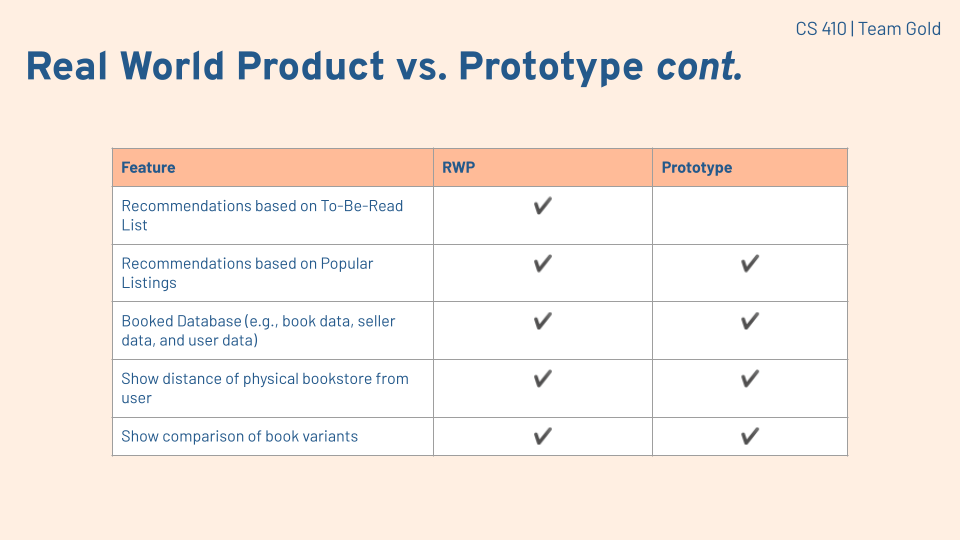 CS 410 | Team Gold
Real World Product vs. Prototype cont.
Feature RWP Prototype
Recommendations based on To-Be-Read
List ✔
Recommendations based on Popular
Listings ✔ ✔
Booked Database (e.g., book data, seller
data, and user data) ✔ ✔
Show distance of physical bookstore from
user ✔ ✔
Show comparison of book variants ✔ ✔